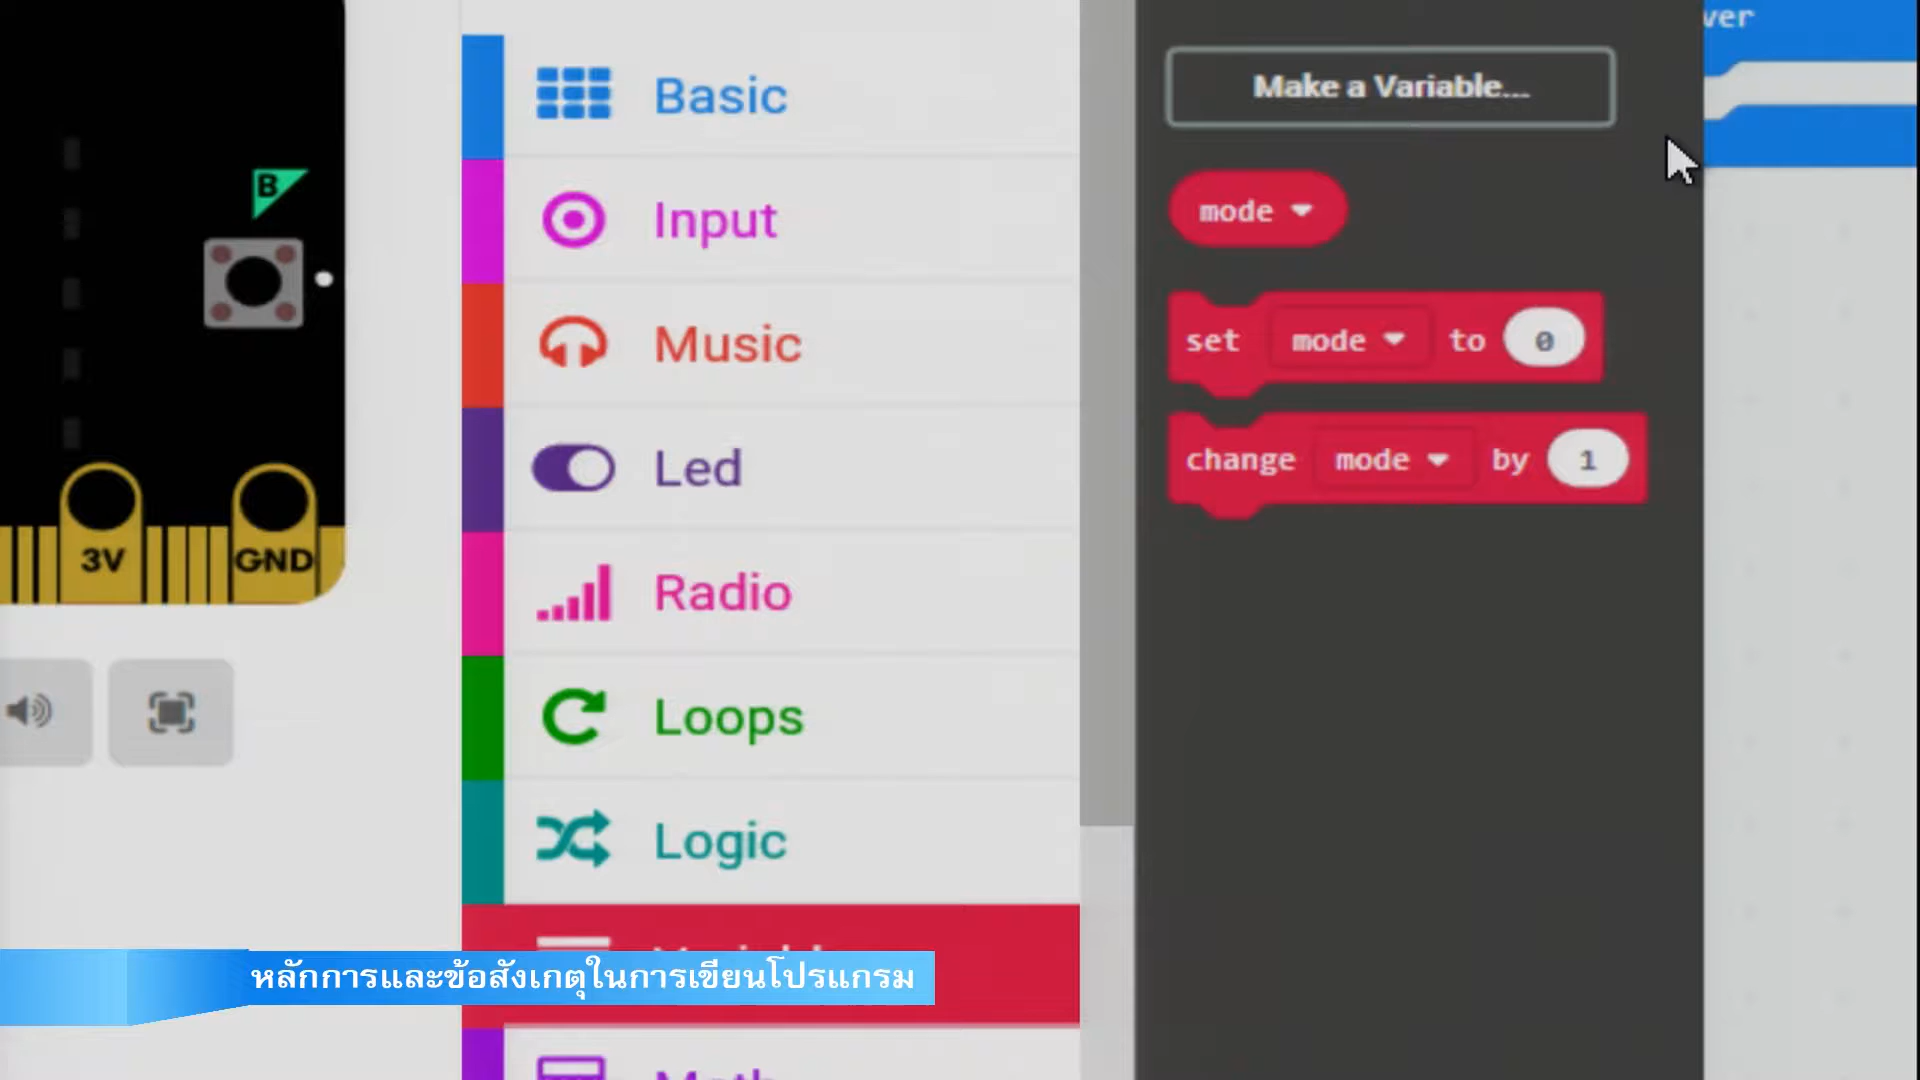 ver
Basic
Make a Variable...
B
Input
mode
Music
set mode to 0
Led
change mode by 1
3V
GND
Radio
Loops
Logic
หลักการและข้อสังเกตุในการเขียนโปรแกรม